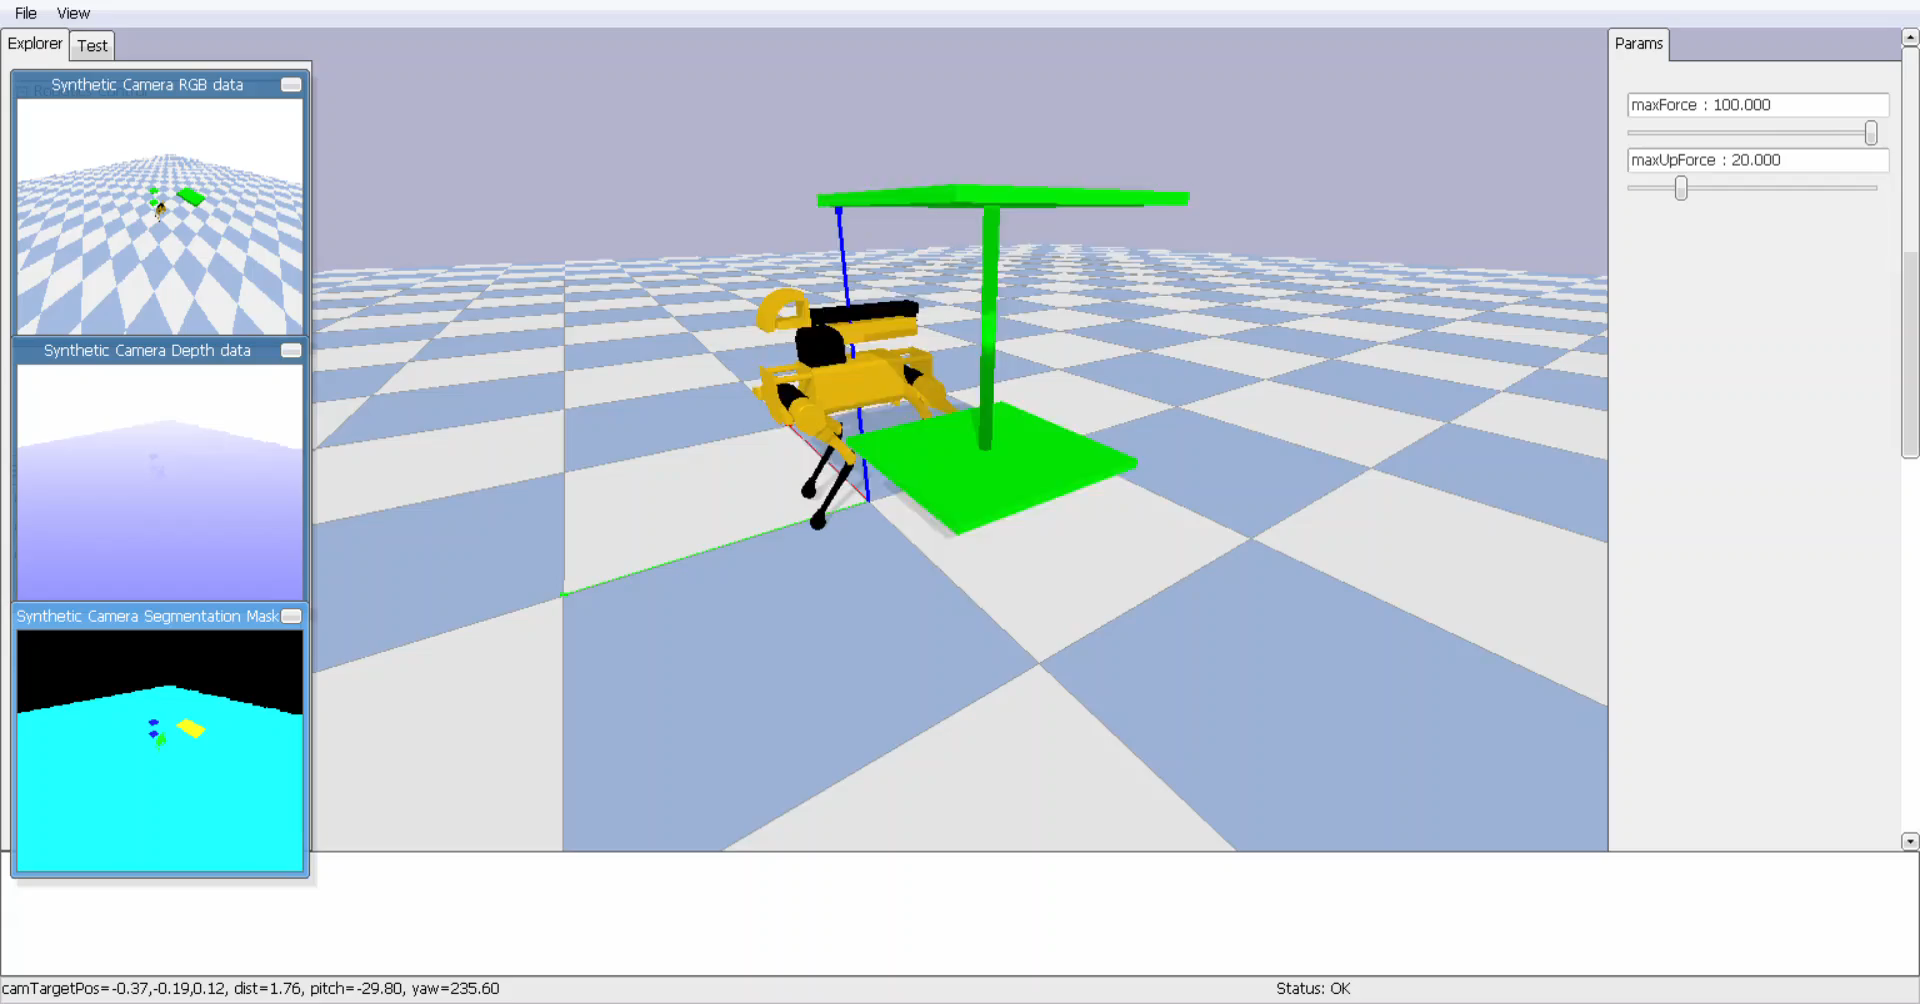 File View
Explorer Test
Params
Synthetic Camera RGB data
maxForce : 100.000
maxUpForce : 20.000
Synthetic Camera Depth data
Synthetic Camera Segmentation Mask
camTargetPos=-0.37,-0.19,0.12, dist=1.76, pitch=-29.80, yaw=235.60
Status: OK